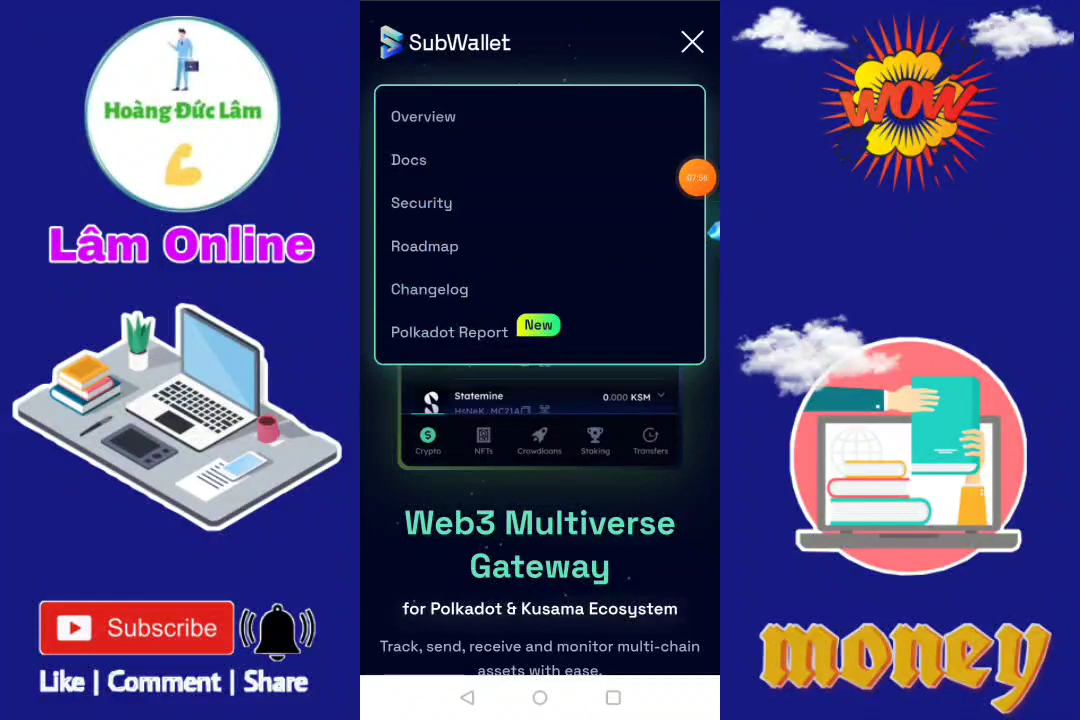 Hoàng Đức Lâm
Lâm Online
Subscribe
Like | Comment | Share
SubWallet
Overview
Docs
Security
Roadmap
Changelog
Polkadot Report New
07:56
Statemine
0.000 KSM
Crypto
NFTs
Crowdloans
Staking
Transfers
Web3 Multiverse
Gateway
for Polkadot & Kusama Ecosystem
Track, send, receive and monitor multi-chain
assets with ease.
WOW
money